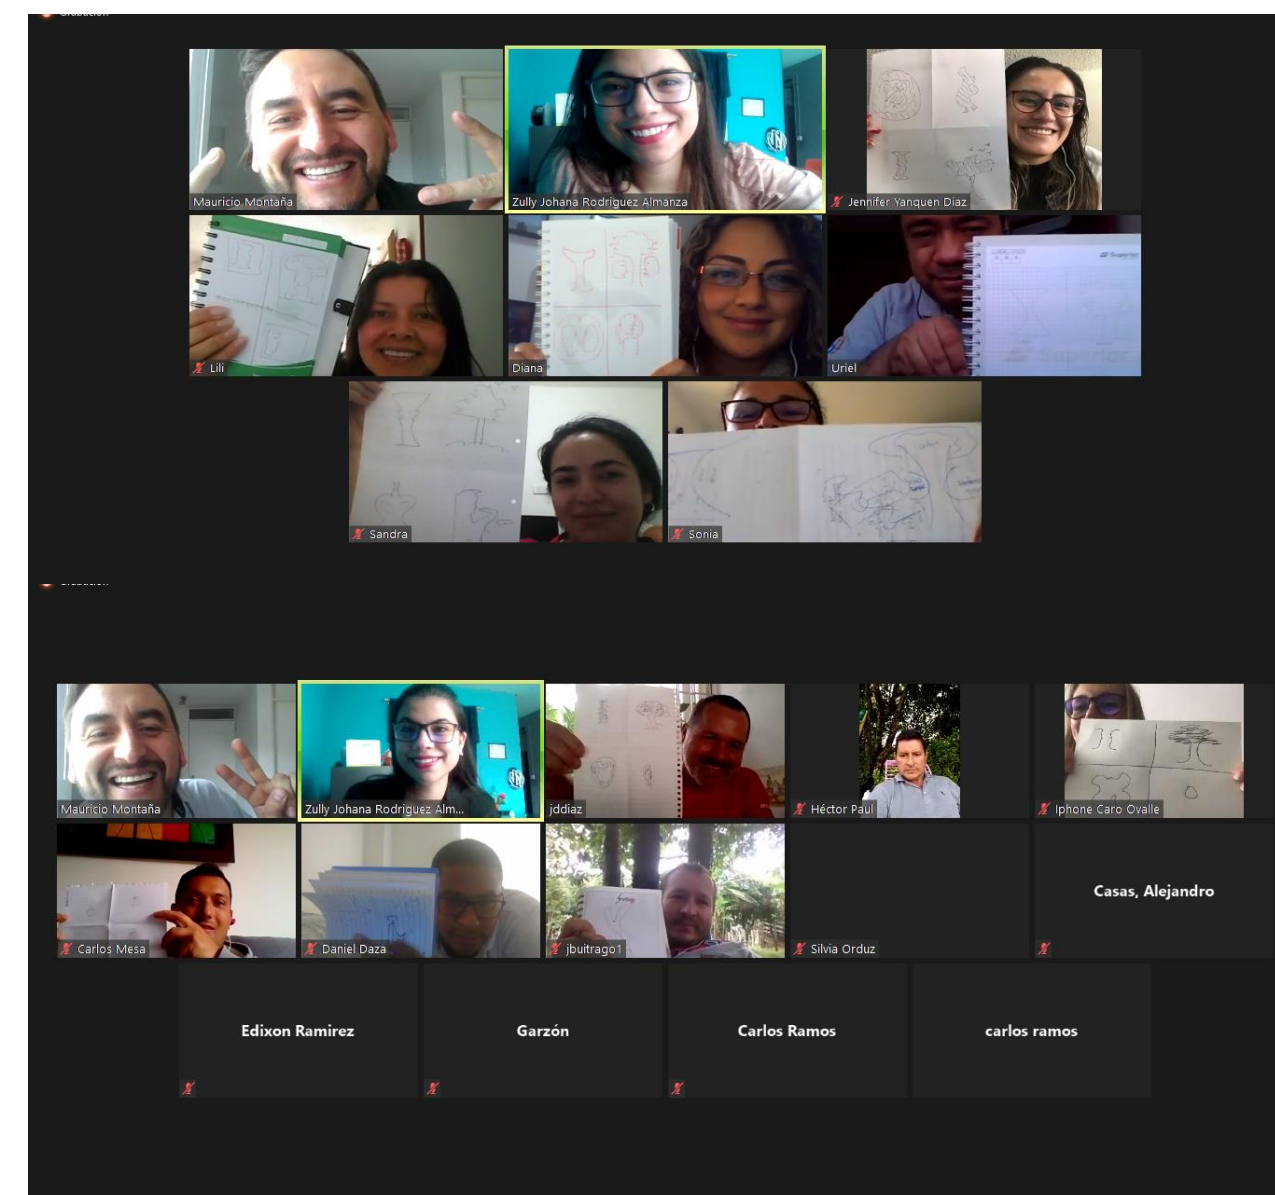 Grabación
Mauricio Montaña
Zully Johana Rodriguez Almanza
Jennifer Yanquen Diaz
Lili
Diana
Uriel
Superior
Sandra
Sonia
Mauricio Montaña
Zully Johana Rodriguez Alm...
jddiaz
Héctor Paul
Iphone Caro Ovalle
Carlos Mesa
Daniel Daza
jbuitrago1
Silvia Orduz
Casas, Alejandro
Edixon Ramirez
Garzón
Carlos Ramos
carlos ramos